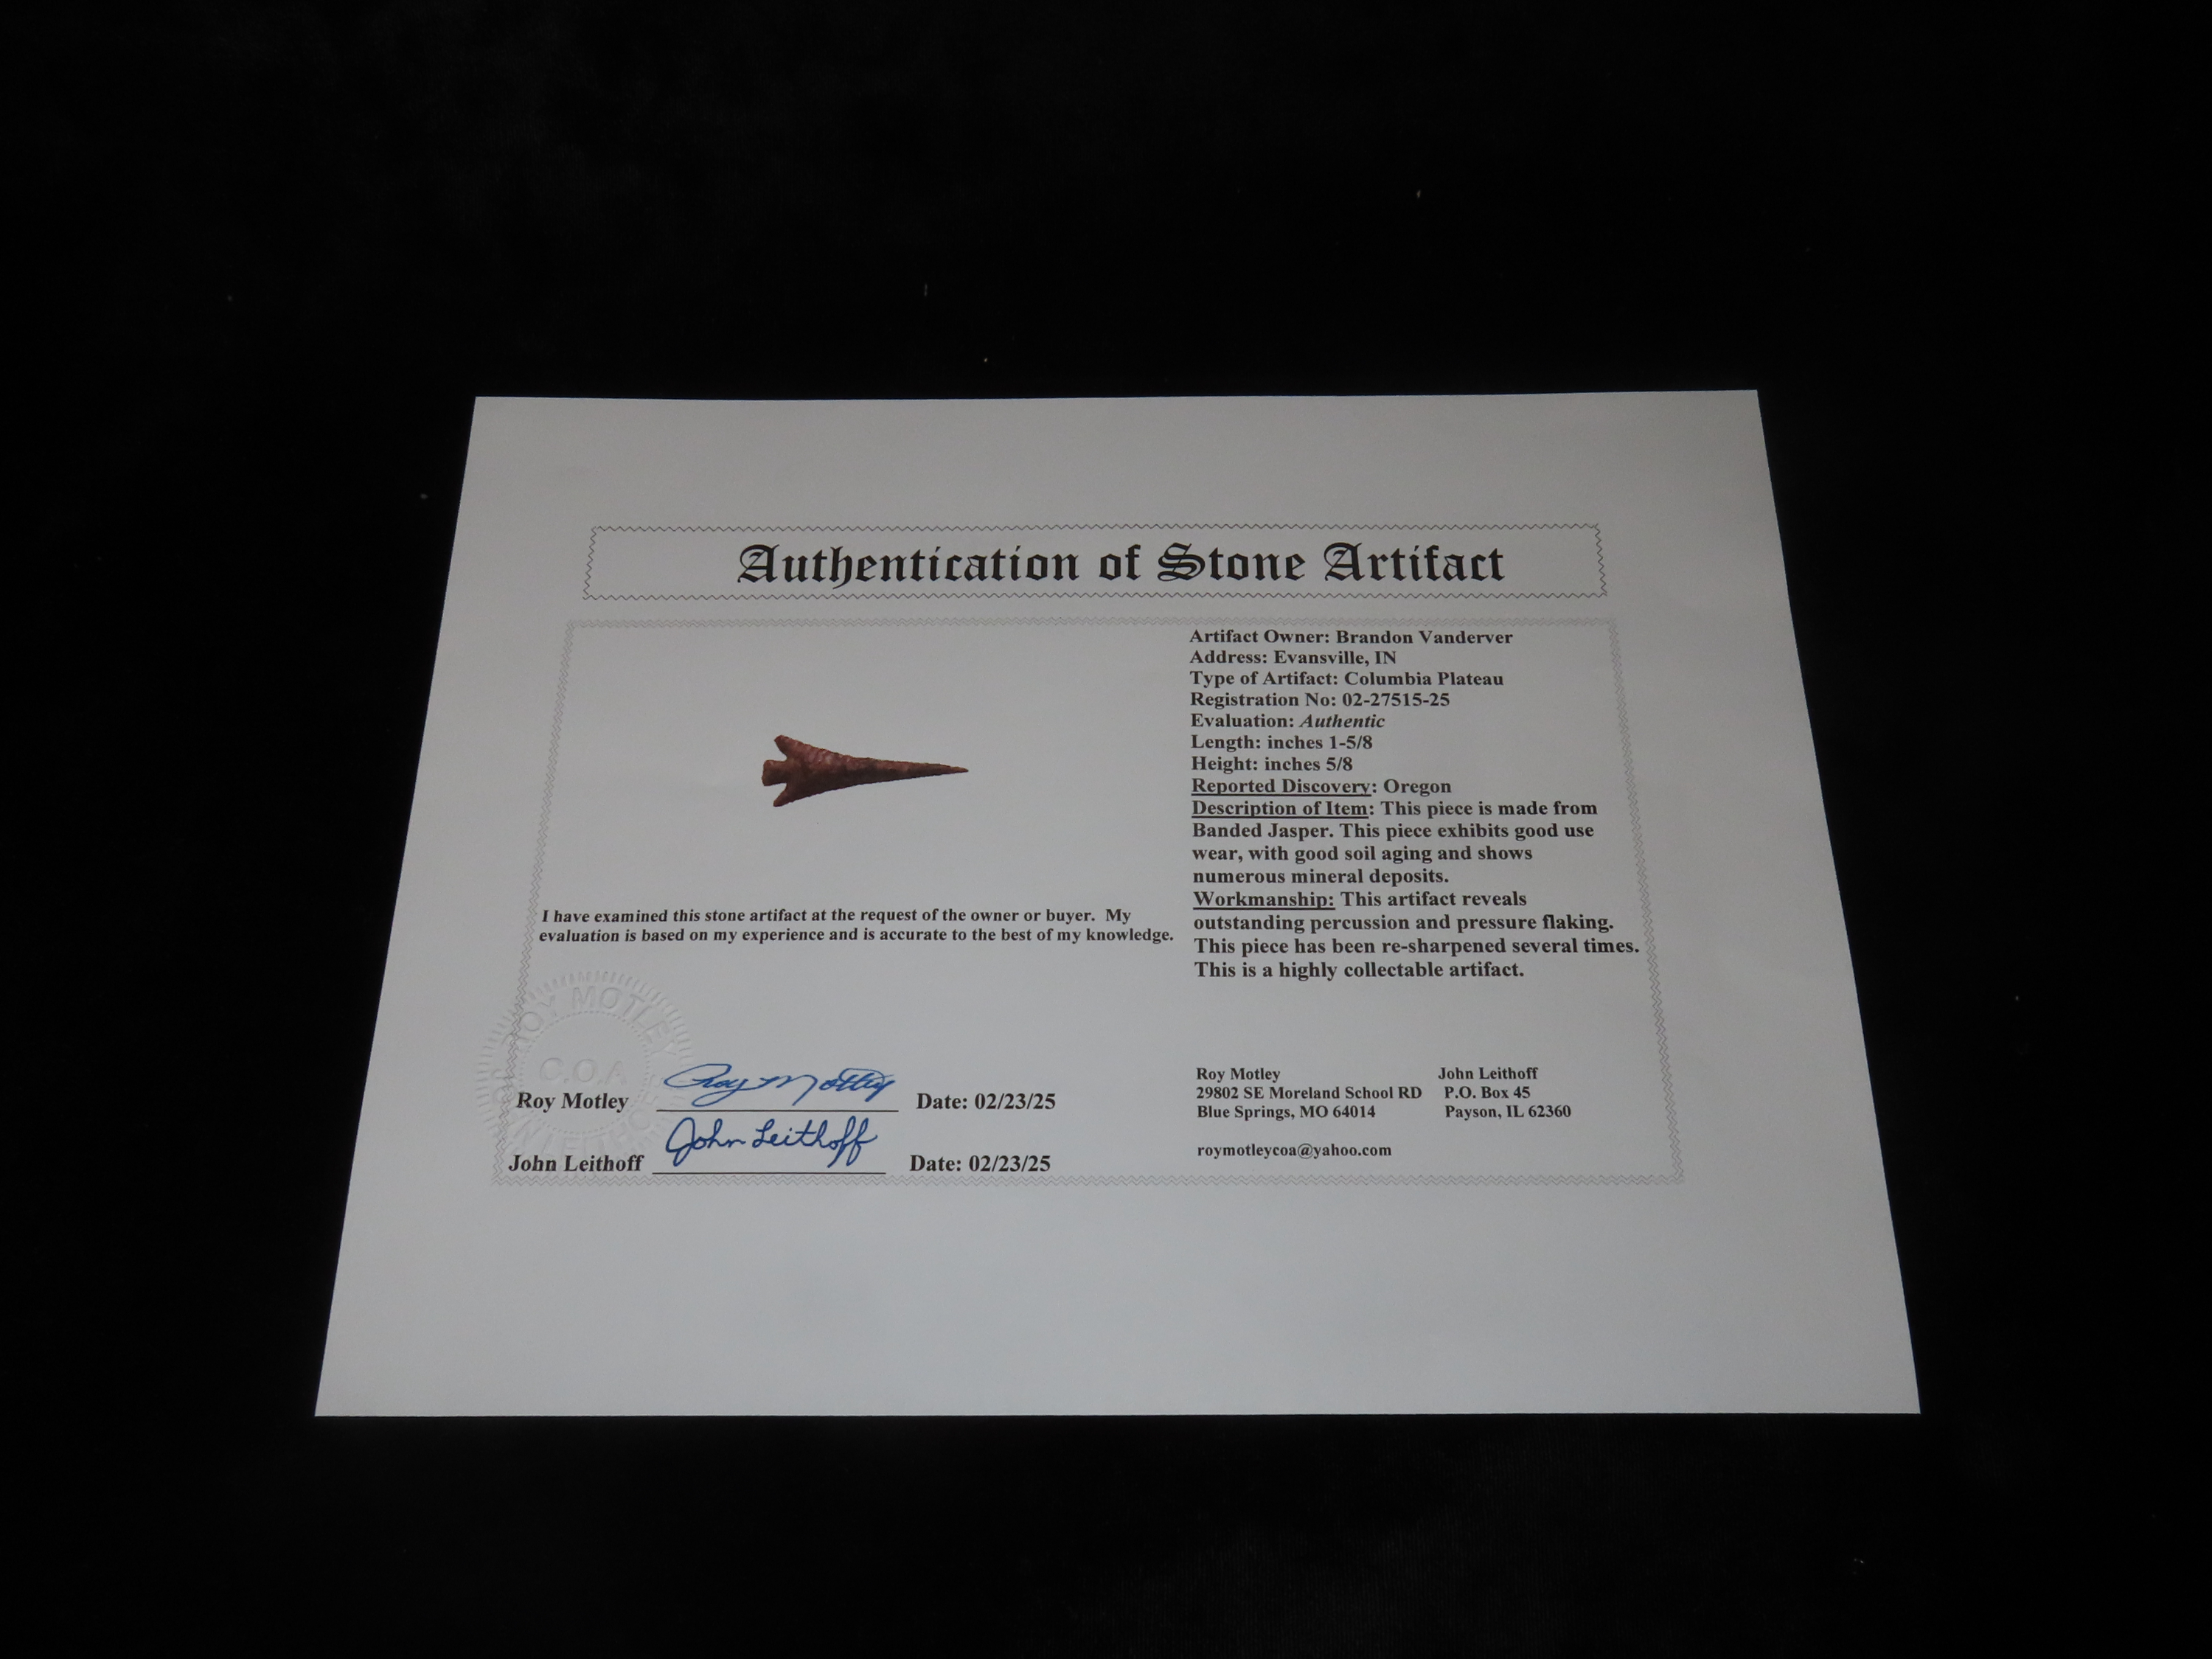 Authentication of Stone Artifact
Artifact Owner: Brandon Vanderver
Address: Evansville, IN
Type of Artifact: Columbia Plateau
Registration No: 02-27515-25
Evaluation: Authentic
Length: inches 1-5/8
Height: inches 5/8
Reported Discovery: Oregon
Description of Item: This piece is made from
Banded Jasper. This piece exhibits good use
wear, with good soil aging and shows
numerous mineral deposits.
Workmanship: This artifact reveals
outstanding percussion and pressure flaking.
This piece has been re-sharpened several times.
This is a highly collectable artifact.
I have examined this stone artifact at the request of the owner or buyer. My
evaluation is based on my experience and is accurate to the best of my knowledge.
ROY MOTLEY
C.O.A
Roy Motley Roy Motley Date: 02/23/25
John Leithoff John Leithoff Date: 02/23/25
Roy Motley John Leithoff
29802 SE Moreland School RD P.O. Box 45
Blue Springs, MO 64014 Payson, IL 62360
roymotleycoa@yahoo.com